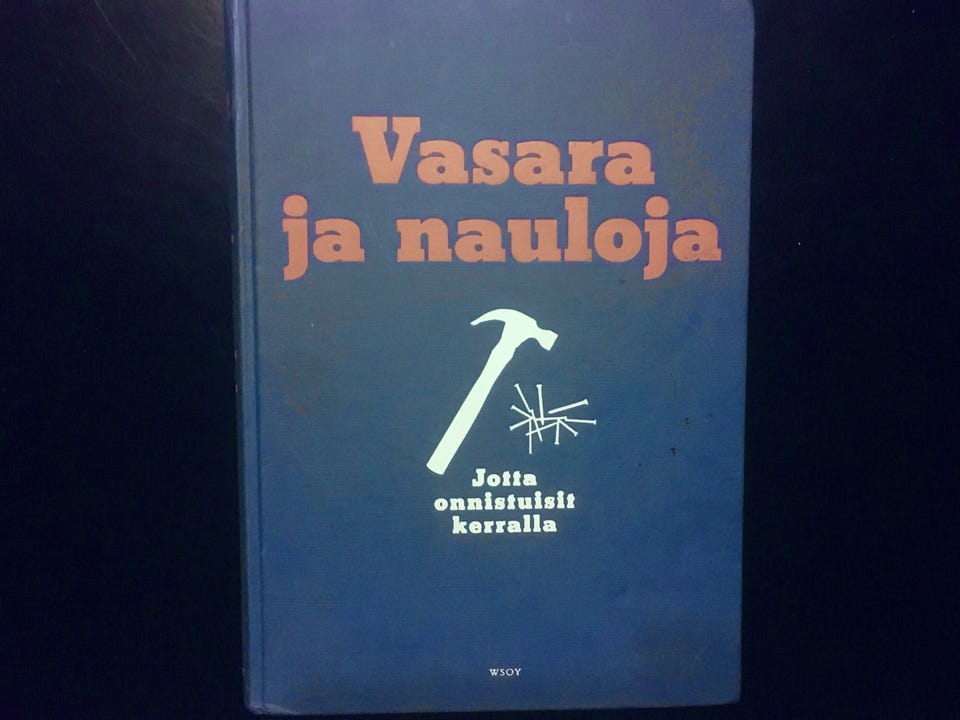 Vasara
ja nauloja
Jotta
onnistuisit
kerralla
WSOY